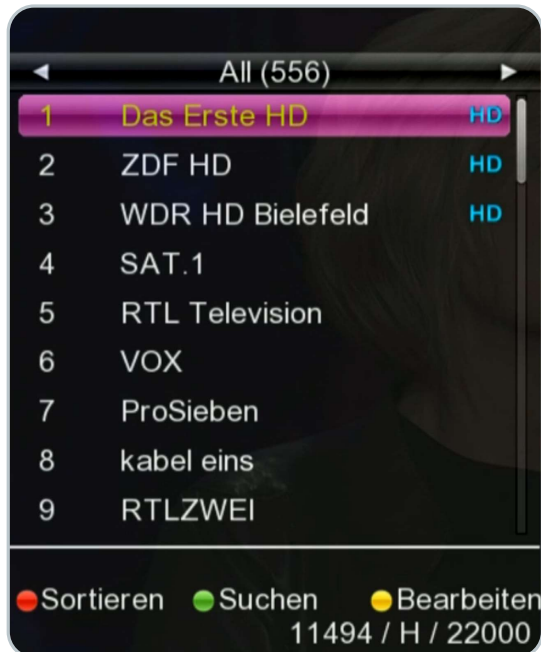 All (556)
1 Das Erste HD HD
2 ZDF HD HD
3 WDR HD Bielefeld HD
4 SAT.1
5 RTL Television
6 VOX
7 ProSieben
8 kabel eins
9 RTLZWEI
Sortieren Suchen Bearbeiten
11494 / H / 22000